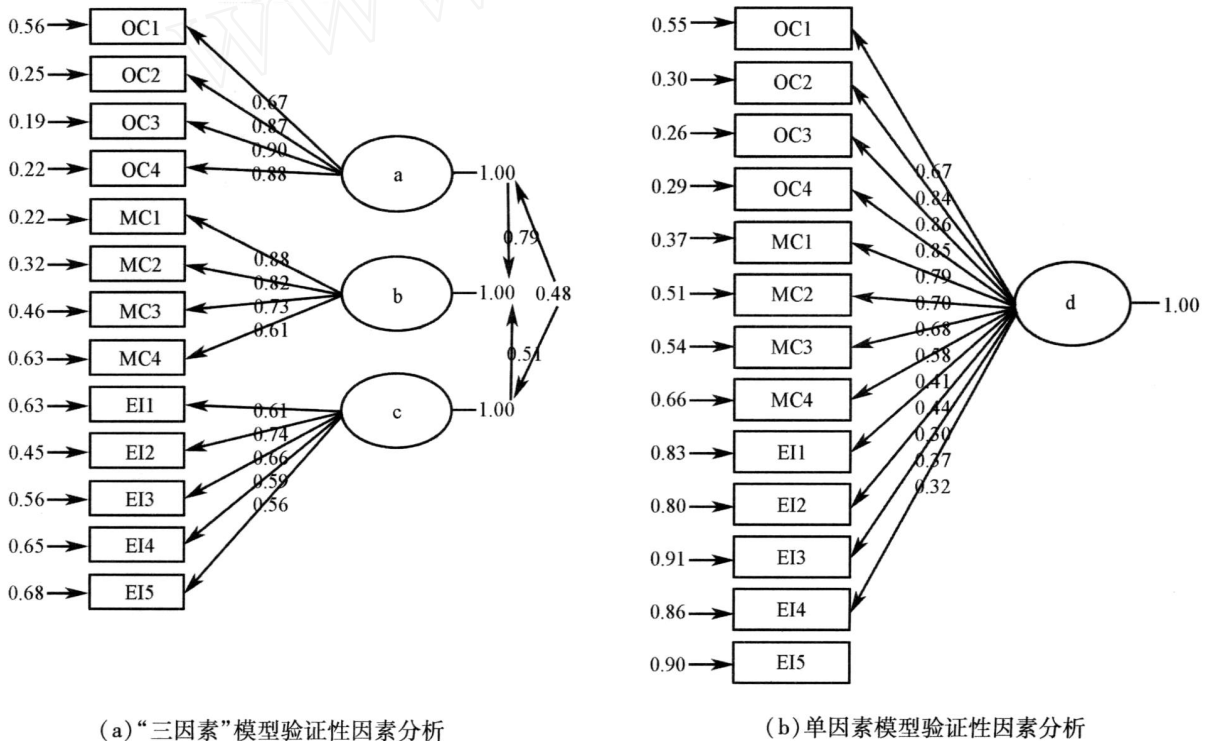 0.56 OC1
0.25 OC2
0.19 OC3
0.22 OC4
0.22 MC1
0.32 MC2
0.46 MC3
0.63 MC4
0.63 EI1
0.45 EI2
0.56 EI3
0.65 EI4
0.68 EI5
0.67
0.87
0.90
0.88
0.88
0.82
0.73
0.61
0.61
0.74
0.66
0.59
0.56
a 1.00
b 1.00
c 1.00
0.79
0.48
0.51
(a)“三因素”模型验证性因素分析
0.55 OC1
0.30 OC2
0.26 OC3
0.29 OC4
0.37 MC1
0.51 MC2
0.54 MC3
0.66 MC4
0.83 EI1
0.80 EI2
0.91 EI3
0.86 EI4
0.90 EI5
0.67
0.84
0.86
0.85
0.79
0.70
0.68
0.58
0.41
0.44
0.30
0.37
0.32
d 1.00
(b)单因素模型验证性因素分析